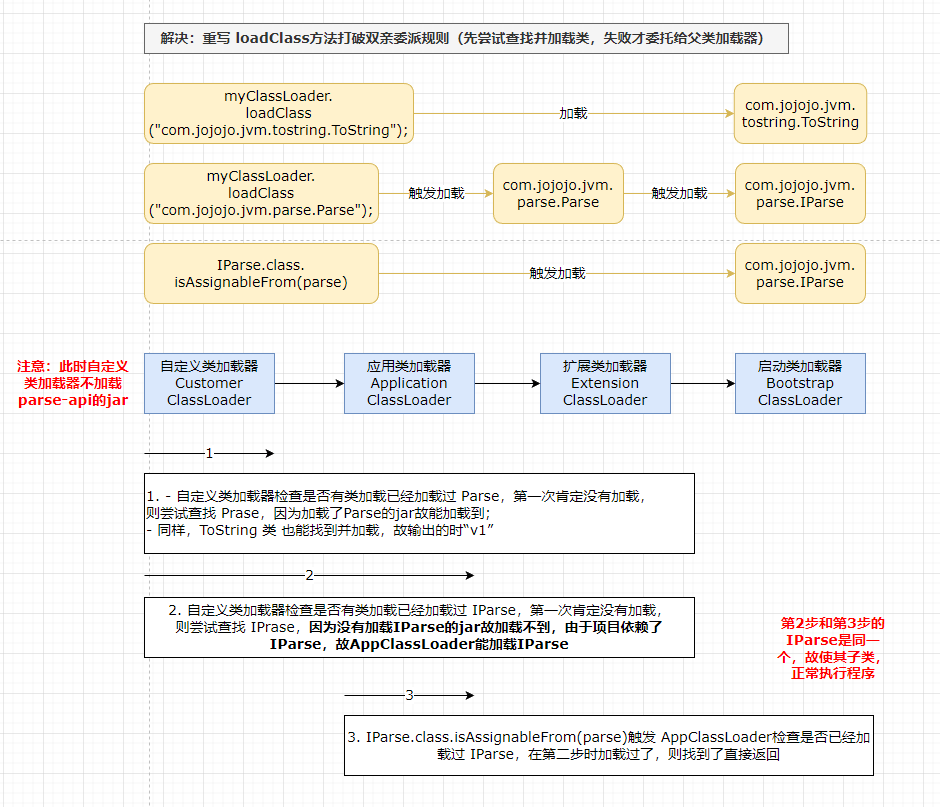 解决：重写 loadClass方法打破双亲委派规则（先尝试查找并加载类，失败才委托给父类加载器）
myClassLoader.
loadClass
("com.jojojo.jvm.tostring.ToString");
加载
com.jojojo.jvm.
tostring.ToString
myClassLoader.
loadClass
("com.jojojo.jvm.parse.Parse");
触发加载
com.jojojo.jvm.
parse.Parse
触发加载
com.jojojo.jvm.
parse.IParse
IParse.class.
isAssignableFrom(parse)
触发加载
com.jojojo.jvm.
parse.IParse
注意：此时自定义
类加载器不加载
parse-api的jar
自定义类加载器
Customer
ClassLoader
应用类加载器
Application
ClassLoader
扩展类加载器
Extension
ClassLoader
启动类加载器
Bootstrap
ClassLoader
1
1. - 自定义类加载器检查是否有类加载已经加载过 Parse，第一次肯定没有加载，
则尝试查找 Prase，因为加载了Parse的jar故能加载到；
- 同样，ToString 类 也能找到并加载，故输出的时“v1”
2
2. 自定义类加载器检查是否有类加载已经加载过 IParse，第一次肯定没有加载，
则尝试查找 IPrase，因为没有加载IParse的jar故加载不到，由于项目依赖了
IParse，故AppClassLoader能加载IParse
第2步和第3步的
IParse是同一
个，故使其子类，
正常执行程序
3
3. IParse.class.isAssignableFrom(parse)触发 AppClassLoader检查是否已经加
载过 IParse，在第二步时加载过了，则找到了直接返回